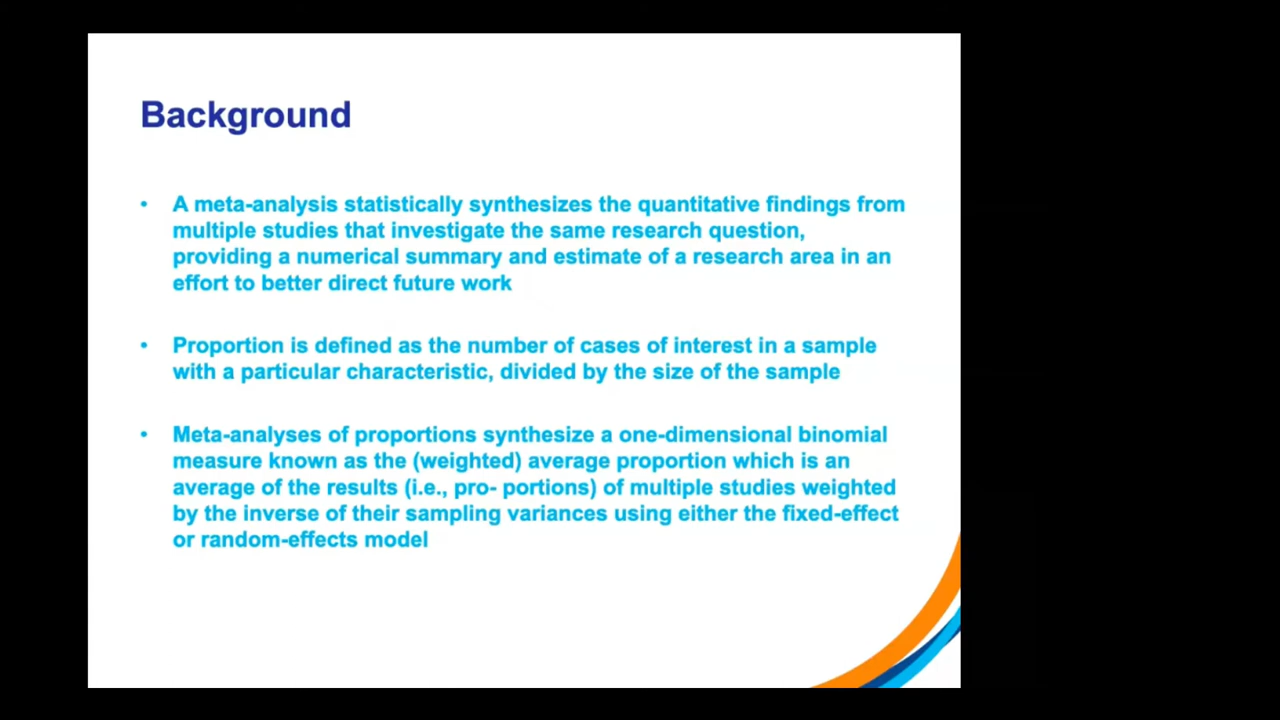 Background
• A meta-analysis statistically synthesizes the quantitative findings from
multiple studies that investigate the same research question,
providing a numerical summary and estimate of a research area in an
effort to better direct future work
• Proportion is defined as the number of cases of interest in a sample
with a particular characteristic, divided by the size of the sample
• Meta-analyses of proportions synthesize a one-dimensional binomial
measure known as the (weighted) average proportion which is an
average of the results (i.e., pro- portions) of multiple studies weighted
by the inverse of their sampling variances using either the fixed-effect
or random-effects model